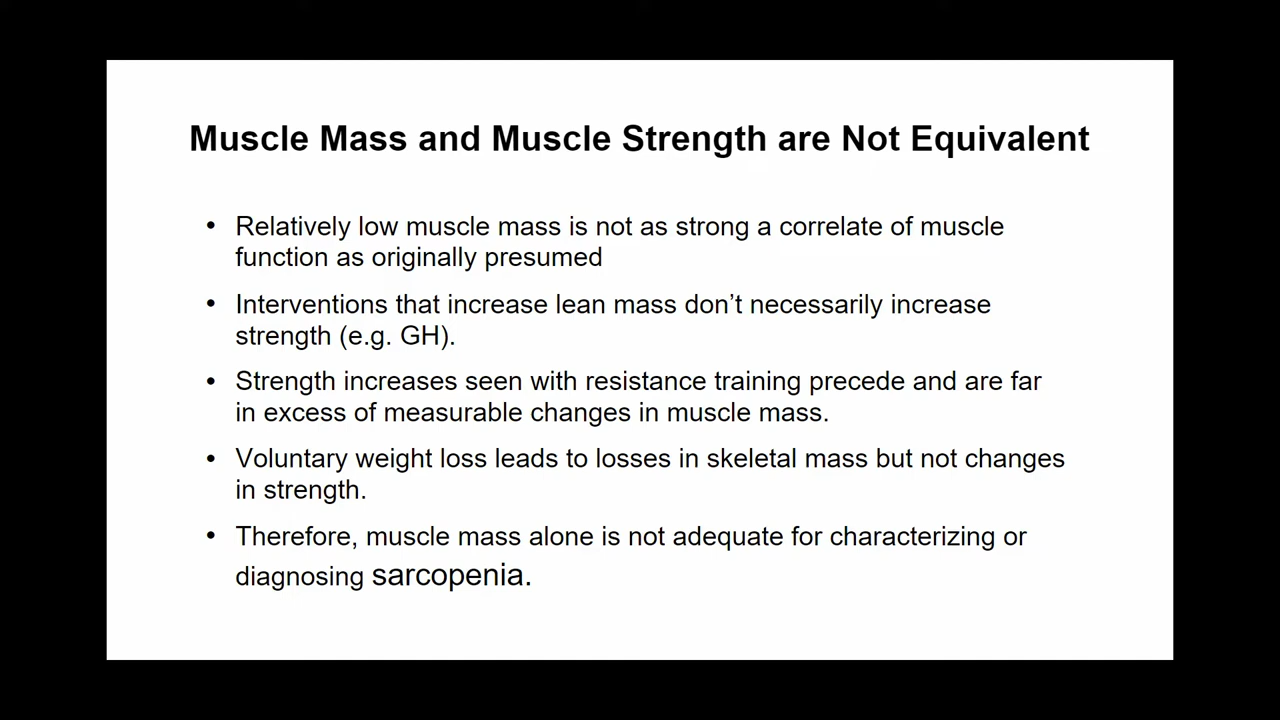 Muscle Mass and Muscle Strength are Not Equivalent
• Relatively low muscle mass is not as strong a correlate of muscle
function as originally presumed
• Interventions that increase lean mass don’t necessarily increase
strength (e.g. GH).
• Strength increases seen with resistance training precede and are far
in excess of measurable changes in muscle mass.
• Voluntary weight loss leads to losses in skeletal mass but not changes
in strength.
• Therefore, muscle mass alone is not adequate for characterizing or
diagnosing sarcopenia.